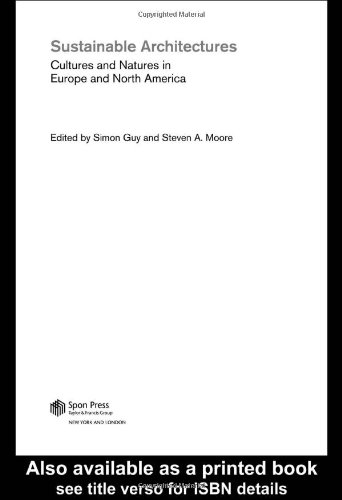 Copyrighted Material
Sustainable Architectures
Cultures and Natures in
Europe and North America
Edited by Simon Guy and Steven A. Moore
Spon Press
Taylor & Francis Group
NEW YORK AND LONDON
Copyrighted Material
Also available as a printed book
see title verso for ISBN details